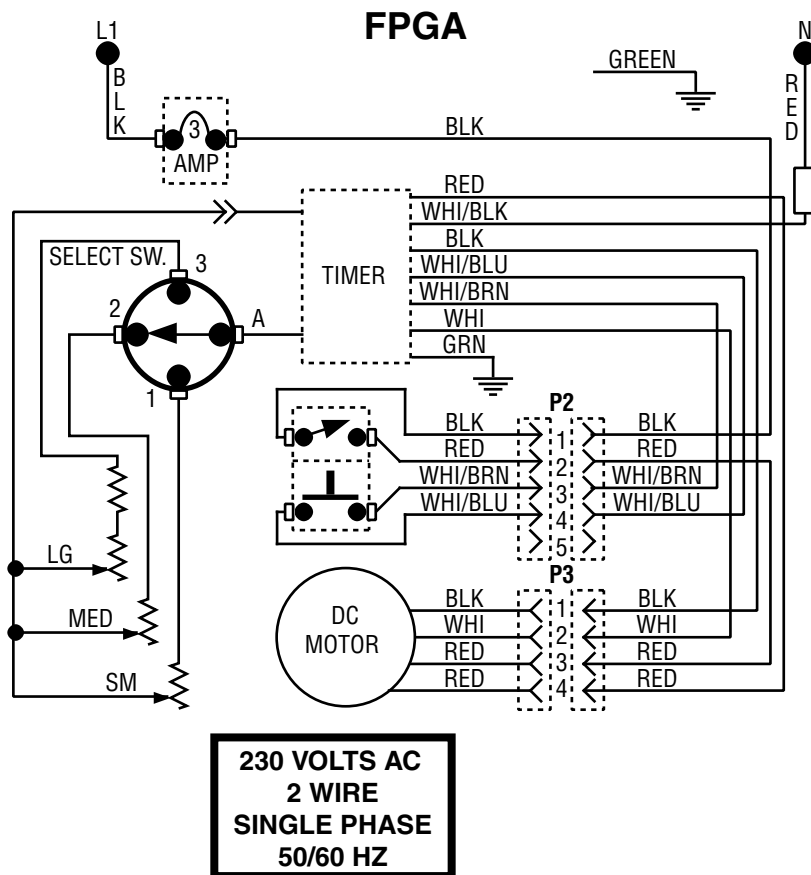 FPGA
L1
N
BLK
GREEN
RED
3
AMP
BLK
RED
WHI/BLK
BLK
WHI/BLU
WHI/BRN
WHI
GRN
TIMER
SELECT SW.
3
2
A
1
P2
BLK 1 BLK
RED 2 RED
WHI/BRN 3 WHI/BRN
WHI/BLU 4 WHI/BLU
5
P3
LG
MED
SM
DC
MOTOR
BLK 1 BLK
WHI 2 WHI
RED 3 RED
RED 4 RED
230 VOLTS AC
2 WIRE
SINGLE PHASE
50/60 HZ